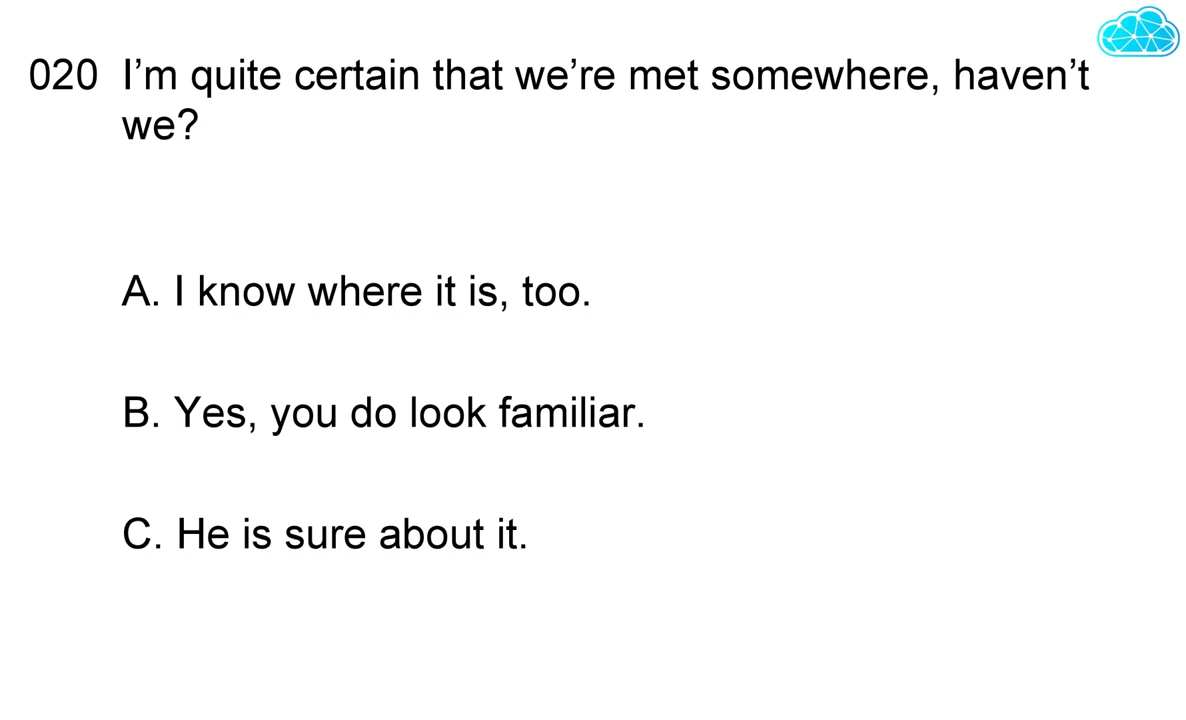 020 I’m quite certain that we’re met somewhere, haven’t
we?
A. I know where it is, too.
B. Yes, you do look familiar.
C. He is sure about it.